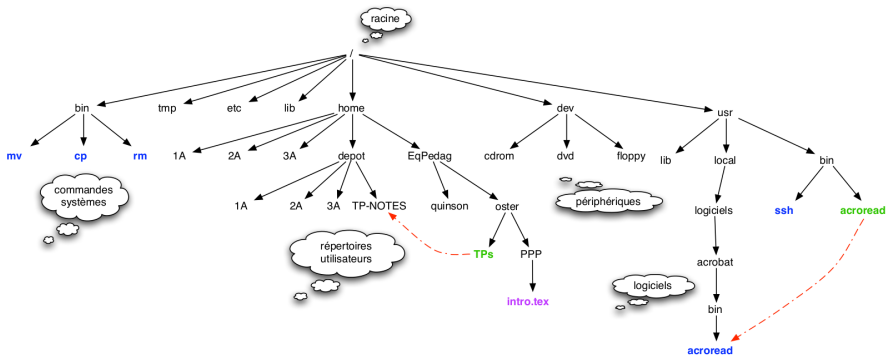 racine
/
bin tmp etc lib home dev usr
mv cp rm 1A 2A 3A depot EqPedag cdrom dvd floppy lib local bin
commandes
systèmes
1A 2A 3A TP-NOTES quinson oster périphériques logiciels ssh acroread
répertoires
utilisateurs
TPs PPP acrobat
logiciels
intro.tex bin
acroread